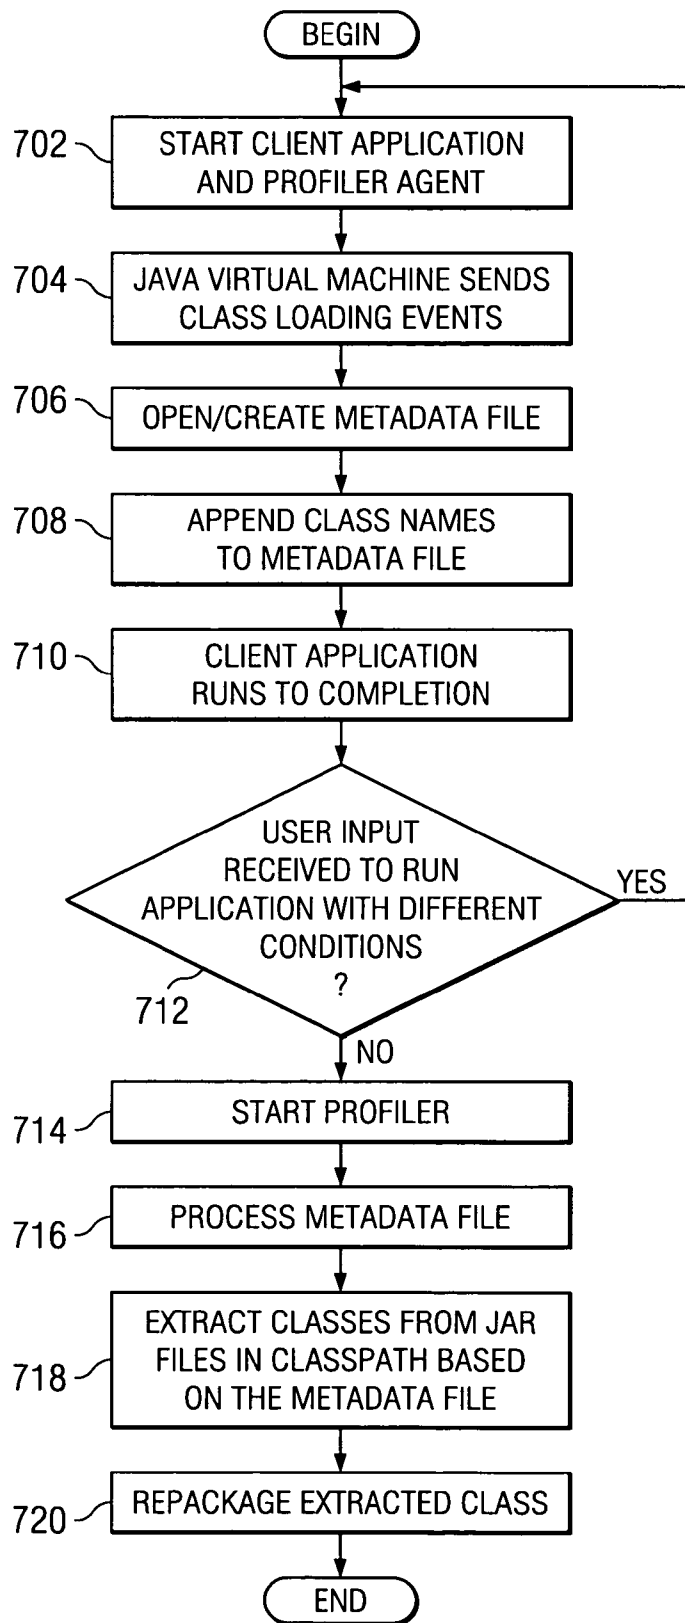 BEGIN
702
START CLIENT APPLICATION
AND PROFILER AGENT
704
JAVA VIRTUAL MACHINE SENDS
CLASS LOADING EVENTS
706
OPEN/CREATE METADATA FILE
708
APPEND CLASS NAMES
TO METADATA FILE
710
CLIENT APPLICATION
RUNS TO COMPLETION
USER INPUT
RECEIVED TO RUN
APPLICATION WITH DIFFERENT
CONDITIONS
?
YES
712
NO
714
START PROFILER
716
PROCESS METADATA FILE
718
EXTRACT CLASSES FROM JAR
FILES IN CLASSPATH BASED
ON THE METADATA FILE
720
REPACKAGE EXTRACTED CLASS
END